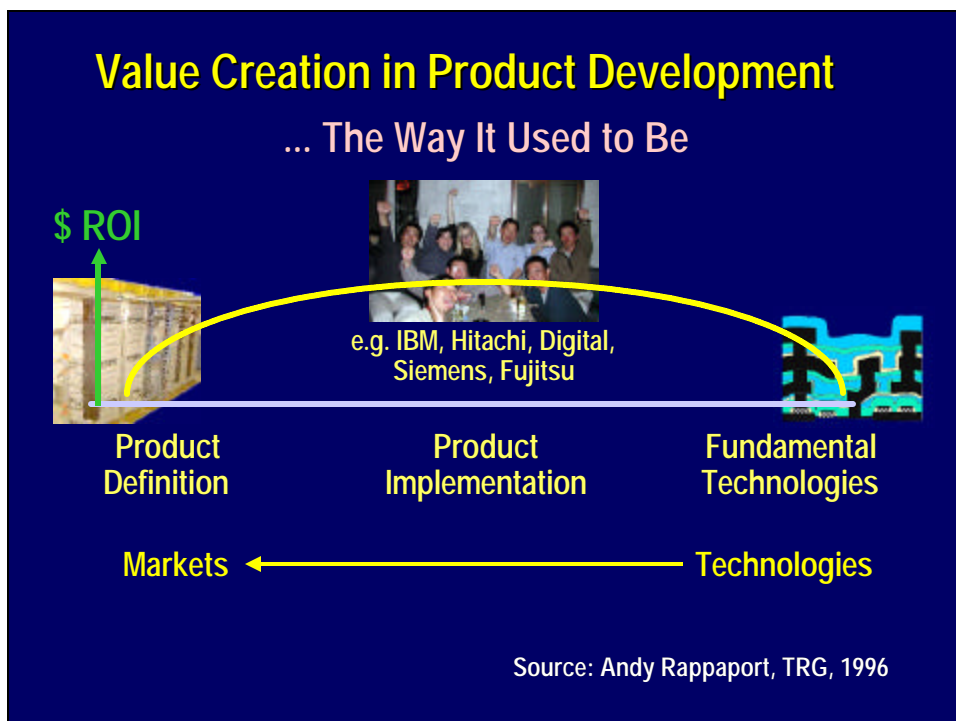 Value Creation in Product Development
... The Way It Used to Be
$ ROI
e.g. IBM, Hitachi, Digital,
Siemens, Fujitsu
Product
Definition
Product
Implementation
Fundamental
Technologies
Markets
Technologies
Source: Andy Rappaport, TRG, 1996